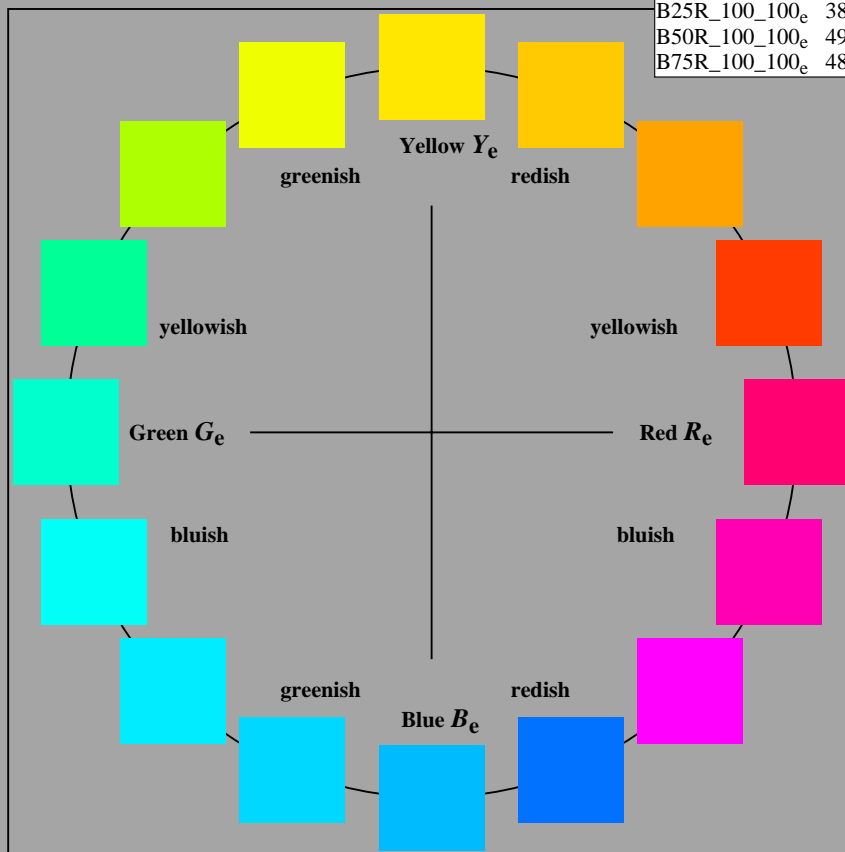 B25R_100_100e 38
B50R_100_100e 49
B75R_100_100e 48
Yellow Ye
greenish redish
yellowish yellowish
Green Ge Red Re
bluish bluish
greenish redish
Blue Be